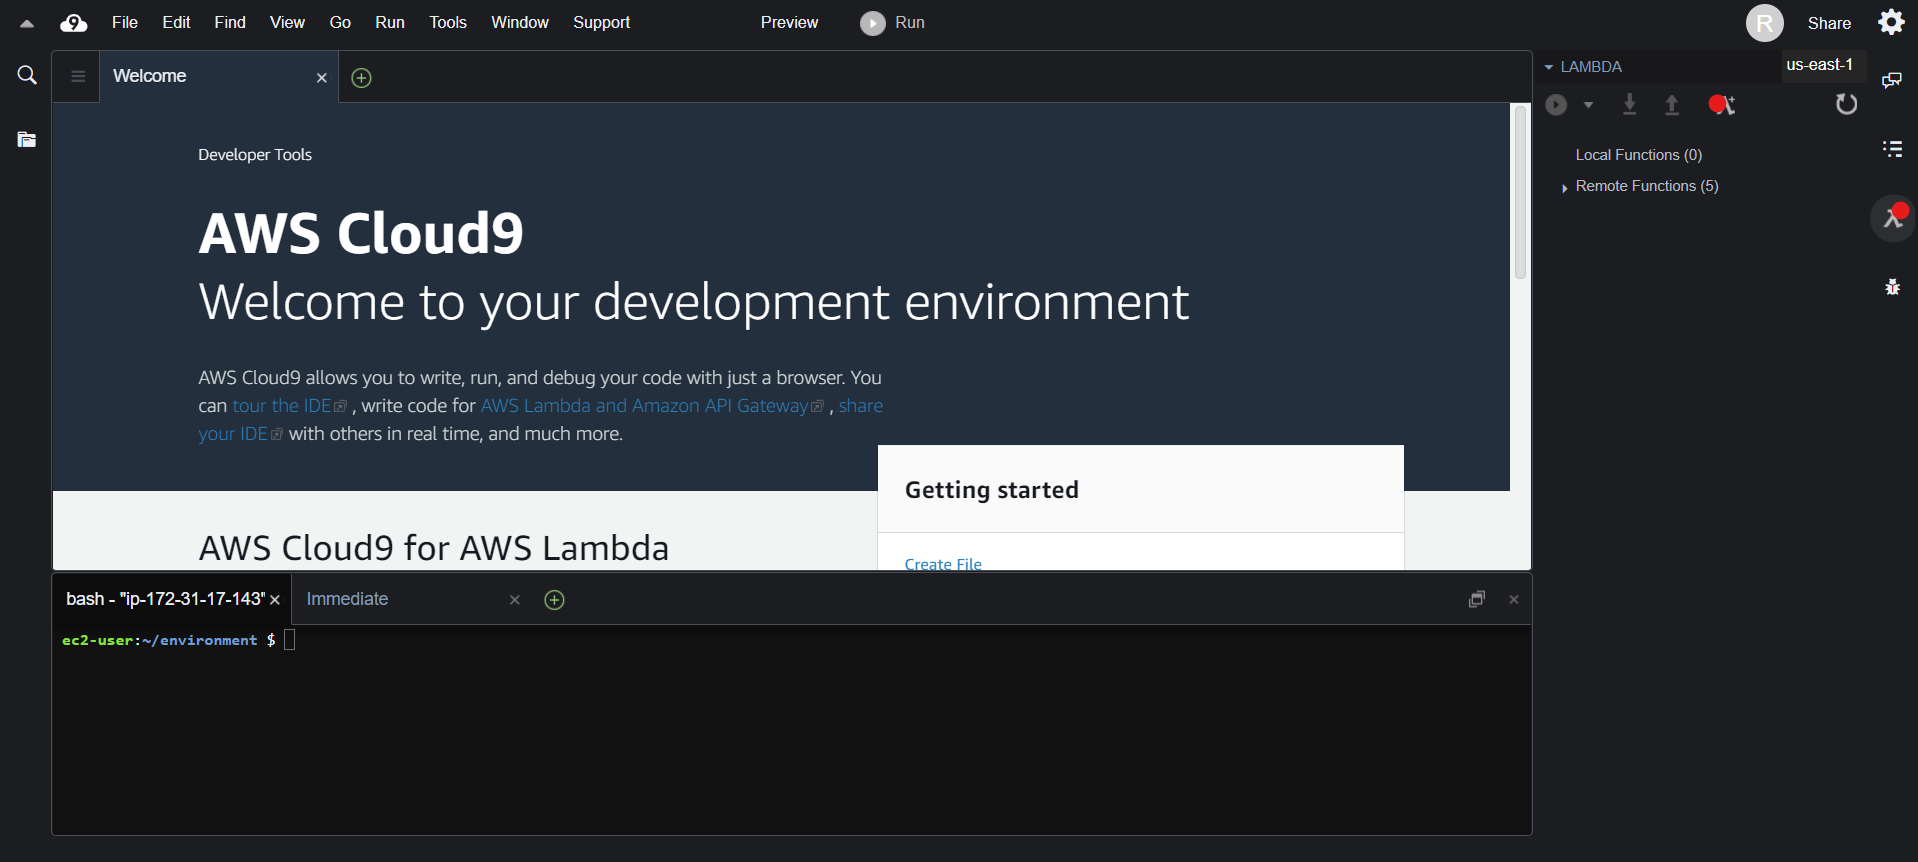 9 File Edit Find View Go Run Tools Window Support Preview Run R Share
Welcome
LAMBDA us-east-1
Local Functions (0)
Remote Functions (5)
Developer Tools
AWS Cloud9
Welcome to your development environment
AWS Cloud9 allows you to write, run, and debug your code with just a browser. You
can tour the IDE , write code for AWS Lambda and Amazon API Gateway , share
your IDE with others in real time, and much more.
Getting started
AWS Cloud9 for AWS Lambda
Create File
bash - "ip-172-31-17-143" Immediate
ec2-user:~/environment $